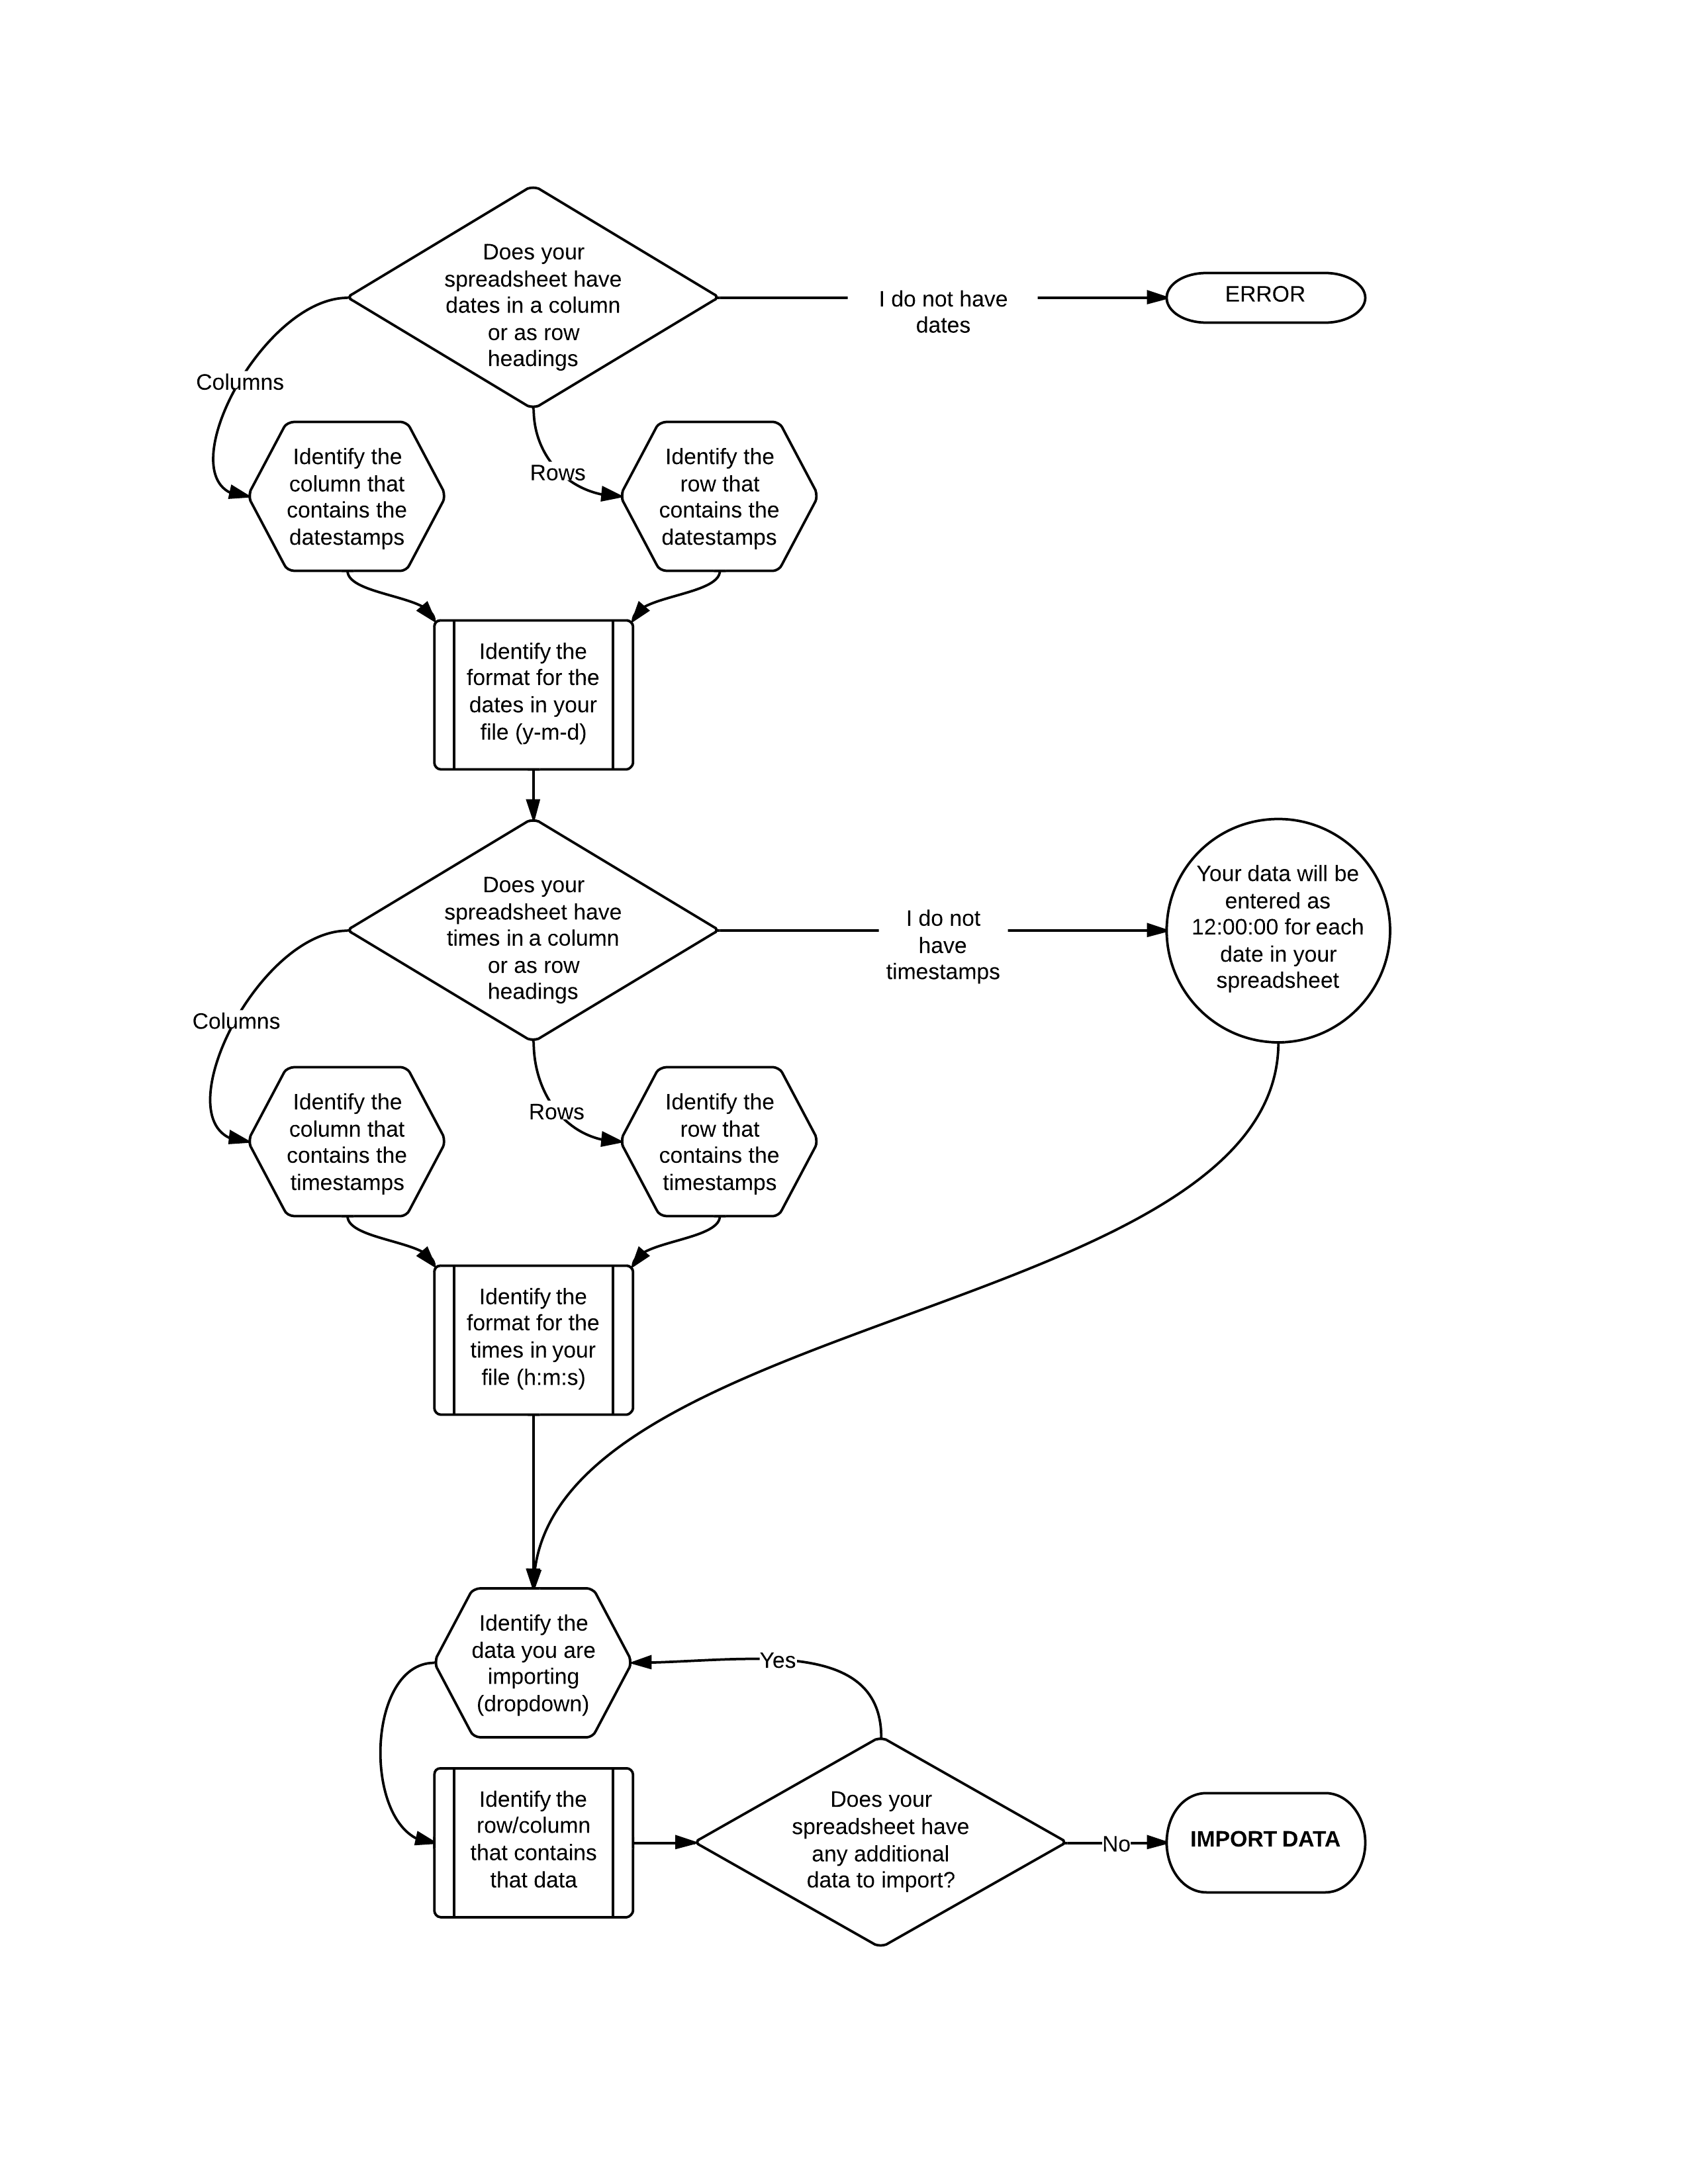 Does your
spreadsheet have
dates in a column
or as row
headings
I do not have
dates
ERROR
Columns
Rows
Identify the
column that
contains the
datestamps
Identify the
row that
contains the
datestamps
Identify the
format for the
dates in your
file (y-m-d)
Does your
spreadsheet have
times in a column
or as row
headings
I do not
have
timestamps
Your data will be
entered as
12:00:00 for each
date in your
spreadsheet
Columns
Rows
Identify the
column that
contains the
timestamps
Identify the
row that
contains the
timestamps
Identify the
format for the
times in your
file (h:m:s)
Identify the
data you are
importing
(dropdown)
Yes
Identify the
row/column
that contains
that data
Does your
spreadsheet have
any additional
data to import?
No
IMPORT DATA